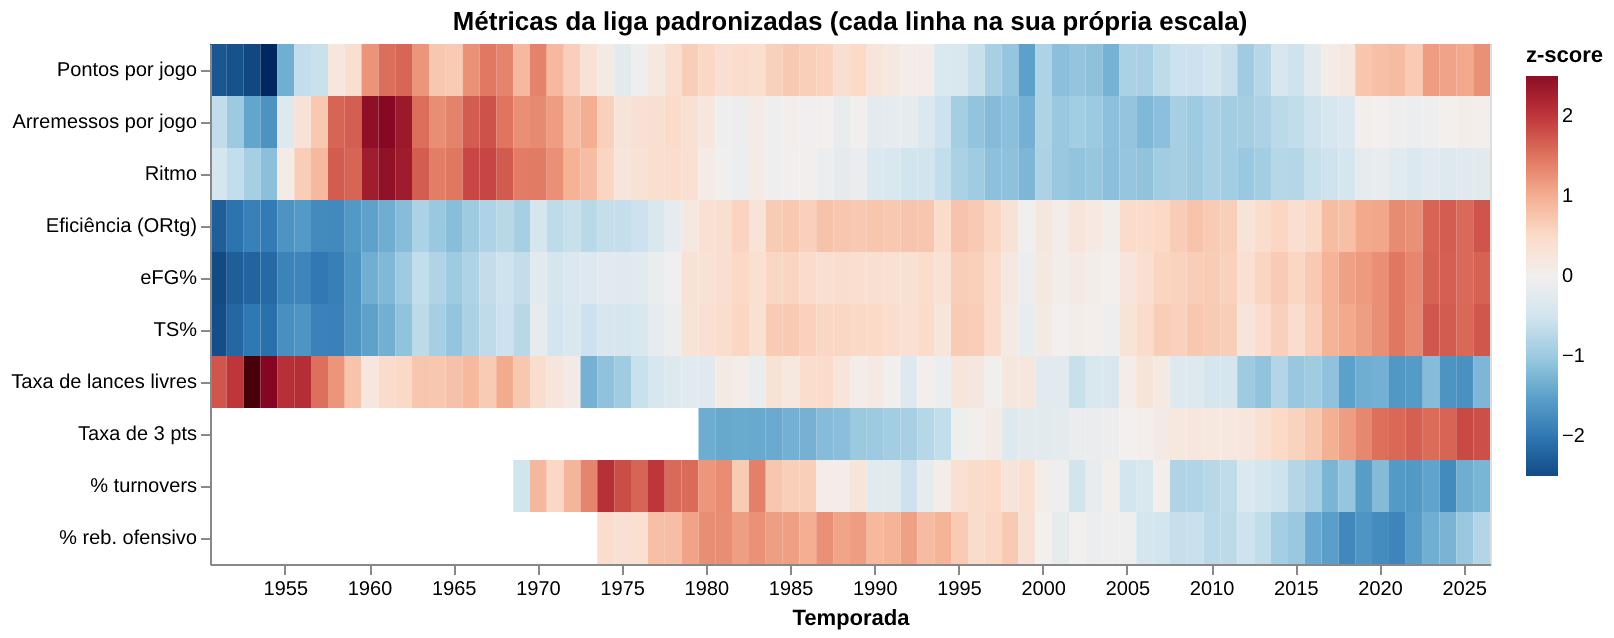 Métricas da liga padronizadas (cada linha na sua própria escala)
z-score
Pontos por jogo
Arremessos por jogo
Ritmo
Eficiência (ORtg)
eFG%
TS%
Taxa de lances livres
Taxa de 3 pts
% turnovers
% reb. ofensivo
2
1
0
−1
−2
1955 1960 1965 1970 1975 1980 1985 1990 1995 2000 2005 2010 2015 2020 2025
Temporada